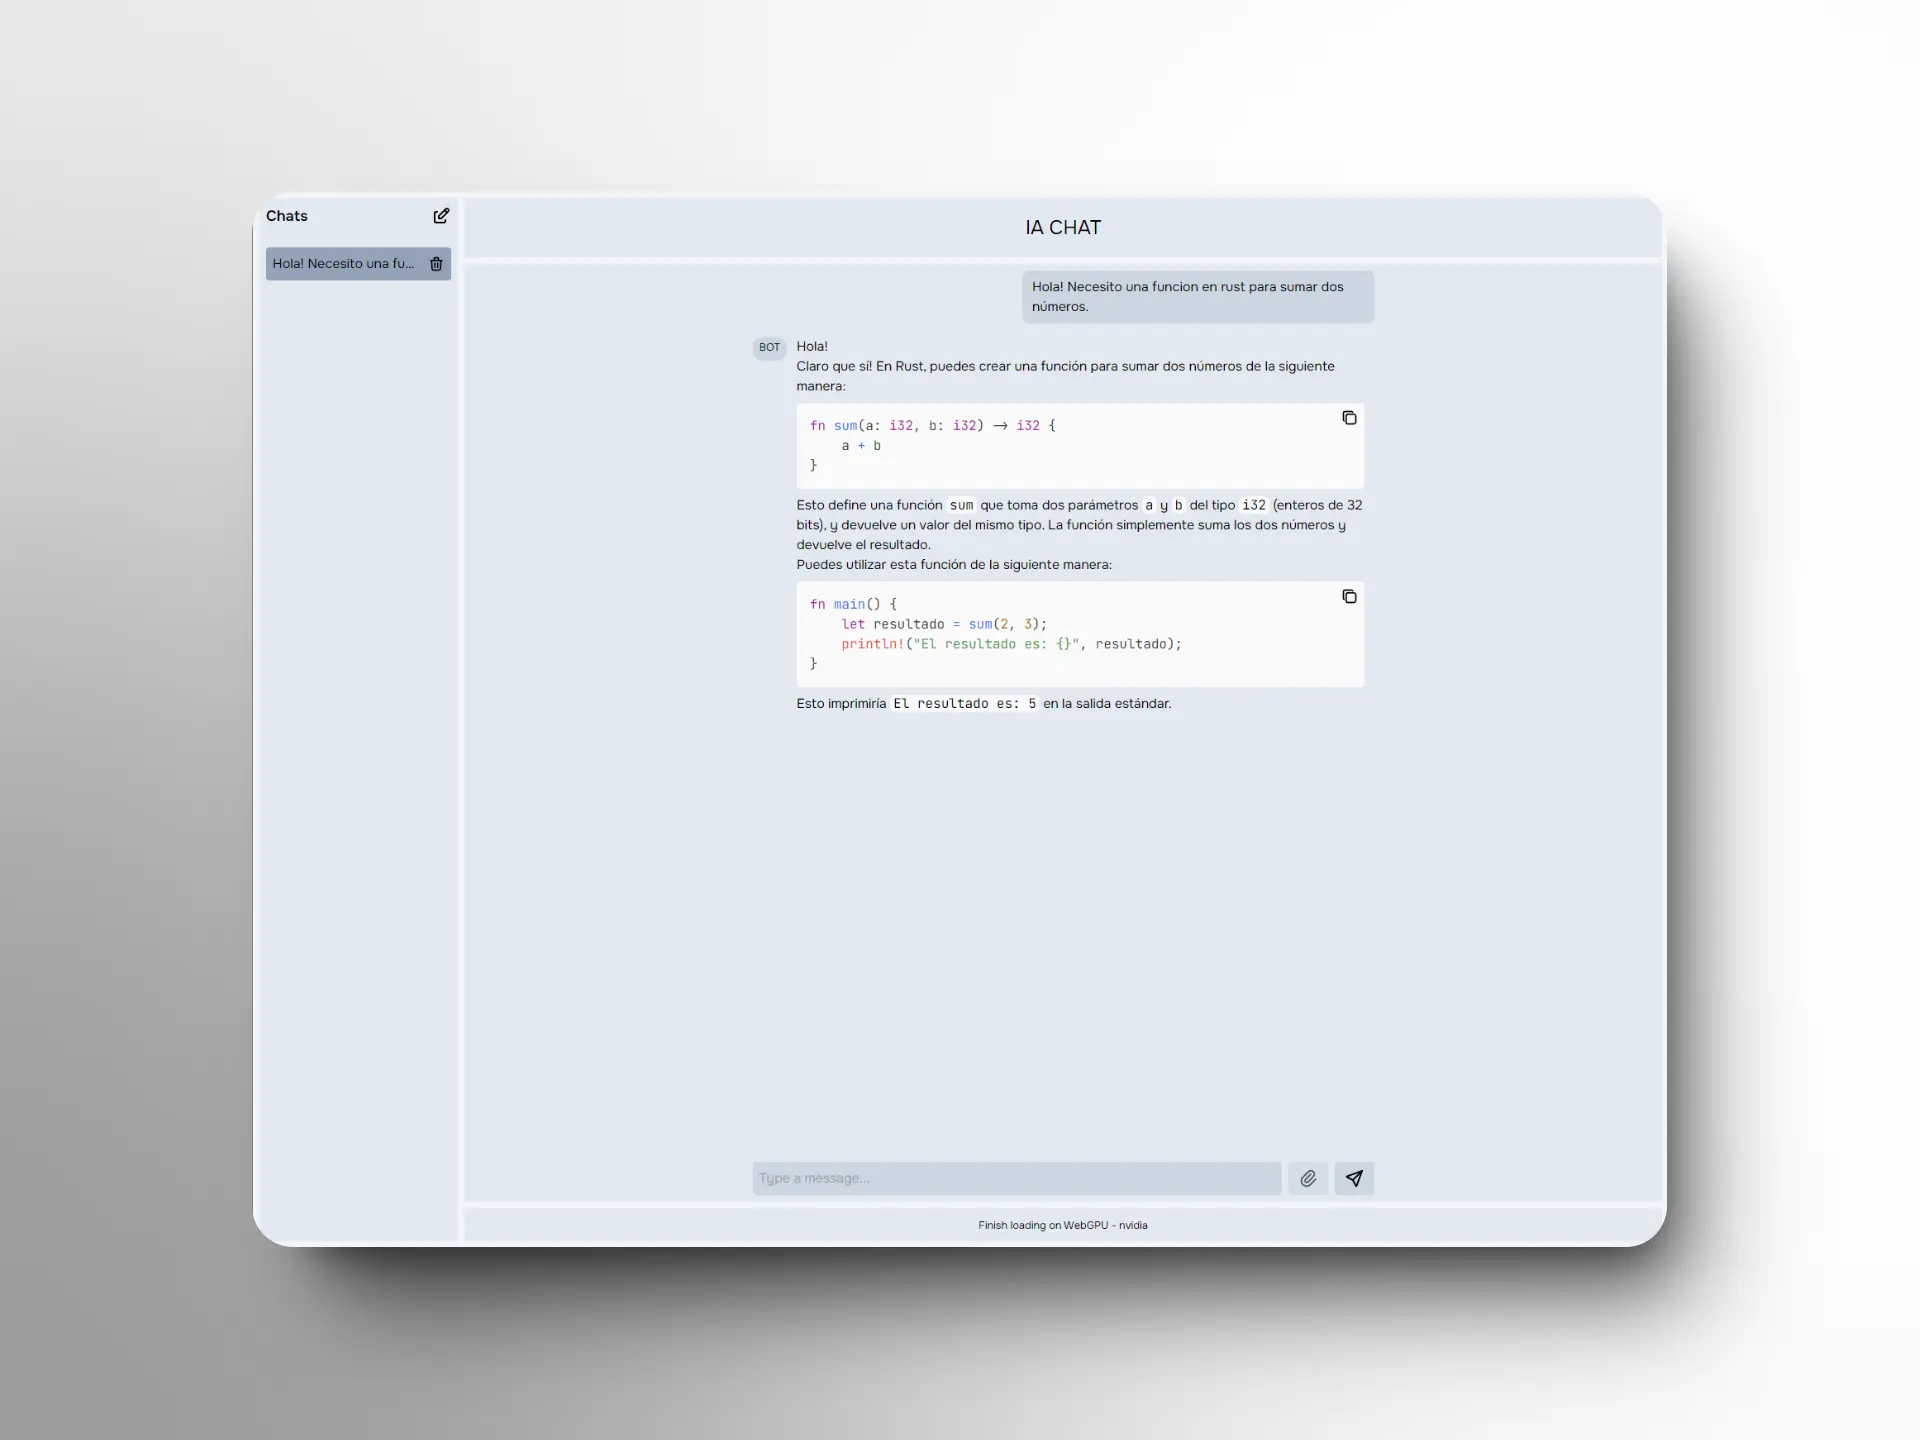 Chats
Hola! Necesito una fu...
IA CHAT
Hola! Necesito una funcion en rust para sumar dos
números.
BOT
Hola!
Claro que sí! En Rust, puedes crear una función para sumar dos números de la siguiente
manera:
fn sum(a: i32, b: i32) -> i32 {
    a + b
}
Esto define una función sum que toma dos parámetros a y b del tipo i32 (enteros de 32
bits), y devuelve un valor del mismo tipo. La función simplemente suma los dos números y
devuelve el resultado.
Puedes utilizar esta función de la siguiente manera:
fn main() {
    let resultado = sum(2, 3);
    println!("El resultado es: {}", resultado);
}
Esto imprimiría El resultado es: 5 en la salida estándar.
Type a message...
Finish loading on WebGPU - nvidia